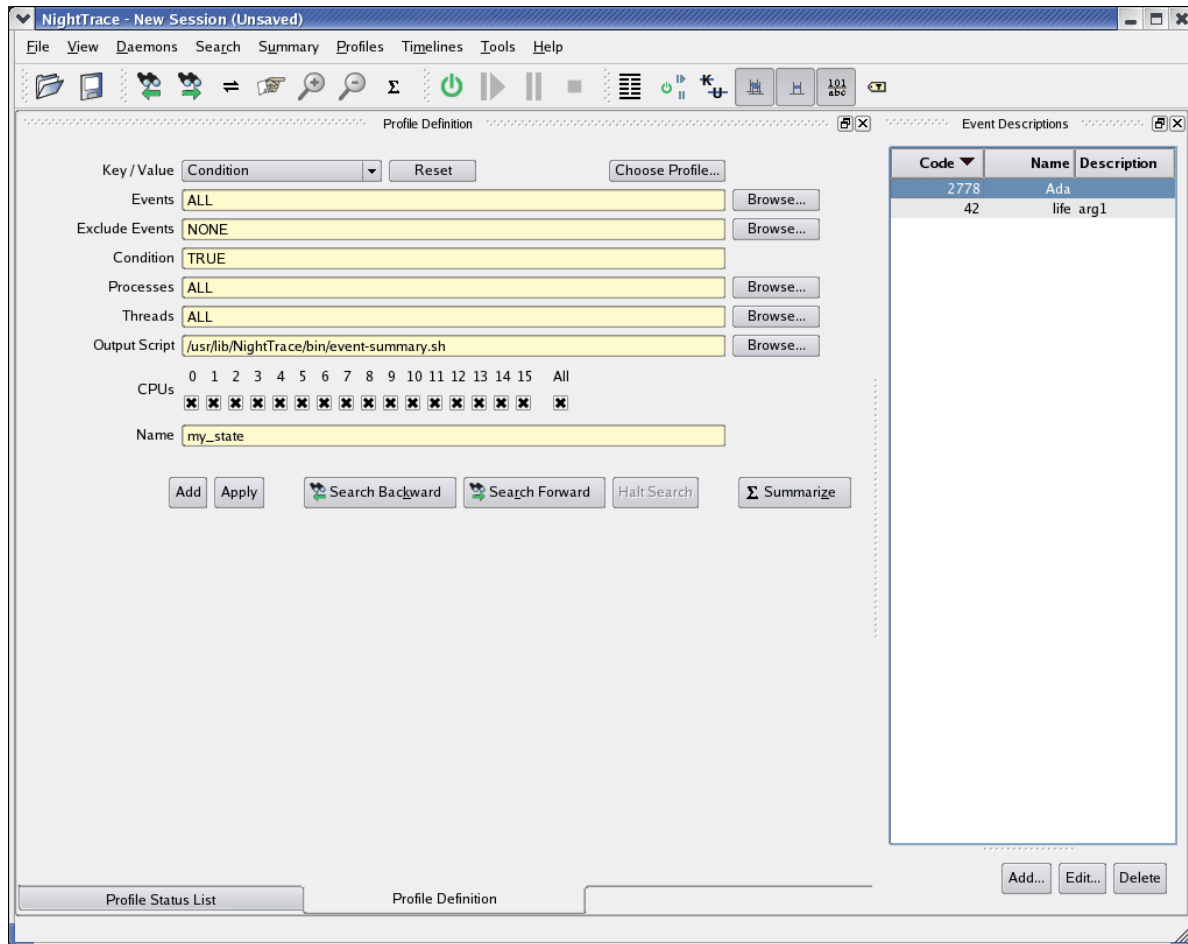 NightTrace - New Session (Unsaved)
File View Daemons Search Summary Profiles Timelines Tools Help
Σ K U 101 abc T
Profile Definition
Event Descriptions
Key / Value Condition Reset Choose Profile...
Events ALL Browse...
Exclude Events NONE Browse...
Condition TRUE
Processes ALL Browse...
Threads ALL Browse...
Output Script /usr/lib/NightTrace/bin/event-summary.sh Browse...
0 1 2 3 4 5 6 7 8 9 10 11 12 13 14 15 All
CPUs
Name my_state
Add Apply Search Backward Search Forward Halt Search Σ Summarize
Code Name Description
2778 Ada
42 life arg1
Add... Edit... Delete
Profile Status List Profile Definition